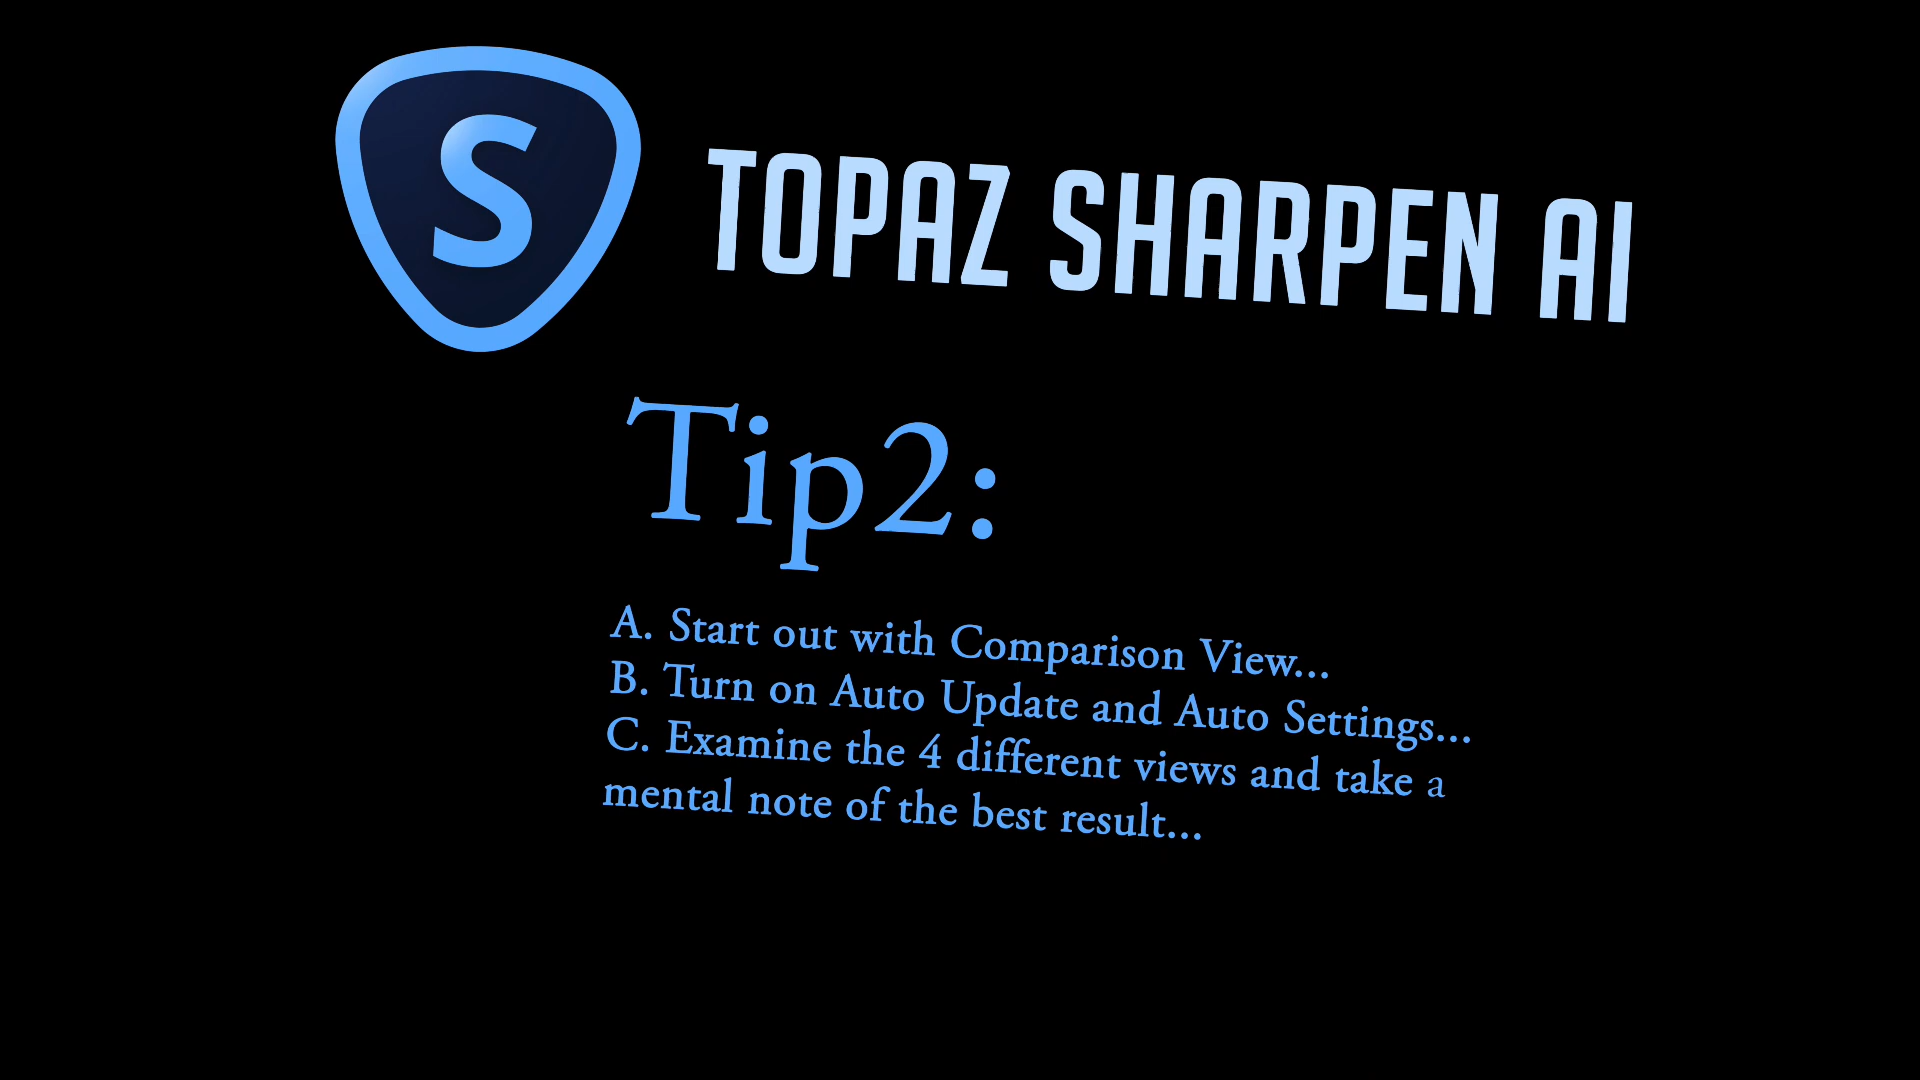 S
TOPAZ SHARPEN AI
Tip2:
A. Start out with Comparison View...
B. Turn on Auto Update and Auto Settings...
C. Examine the 4 different views and take a
mental note of the best result...